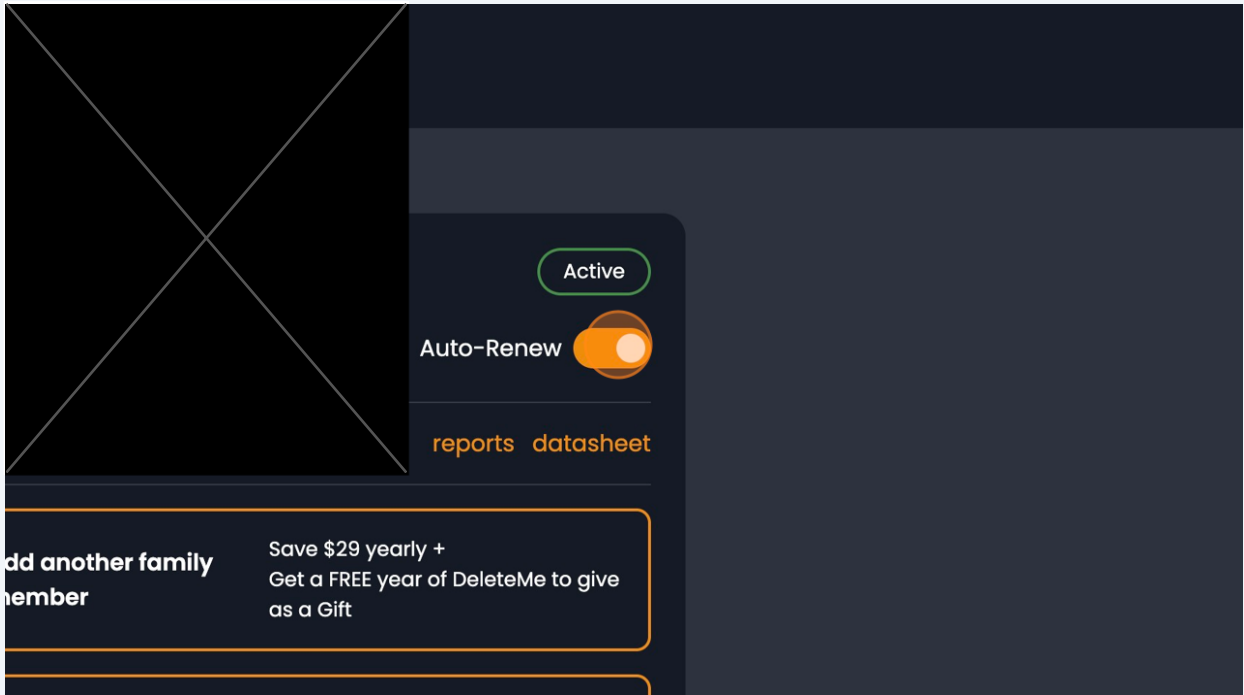 Active
Auto-Renew
reports datasheet
dd another family
Save $29 yearly +
Get a FREE year of DeleteMe to give
as a Gift
ember